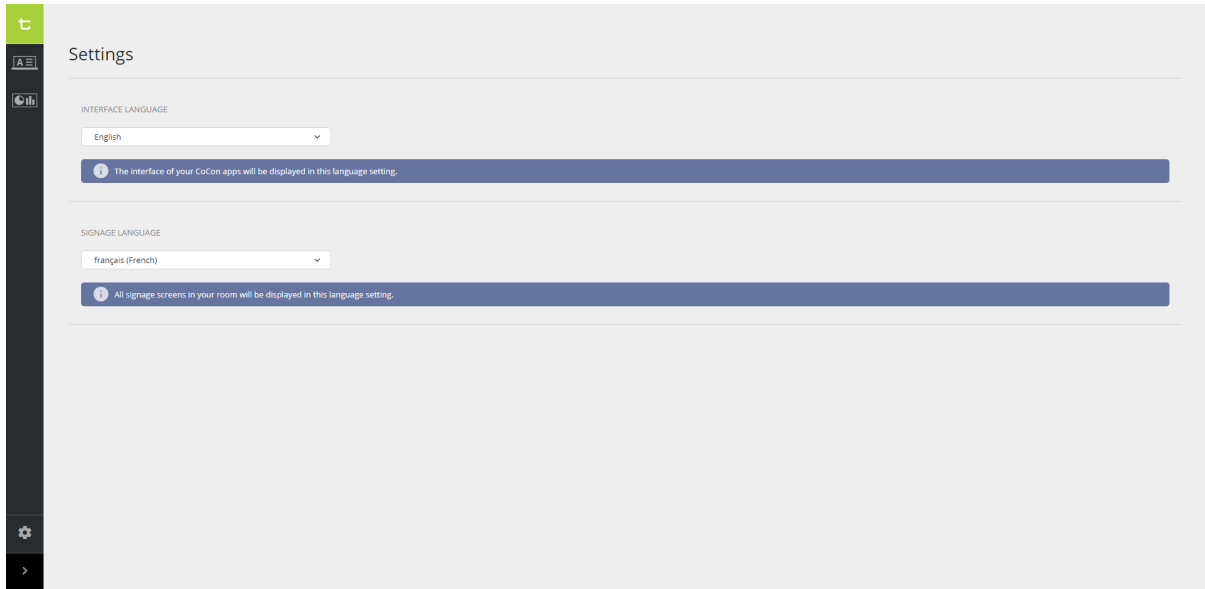 t
A
Settings
INTERFACE LANGUAGE
English
i The interface of your CoCon apps will be displayed in this language setting.
SIGNAGE LANGUAGE
français (French)
i All signage screens in your room will be displayed in this language setting.